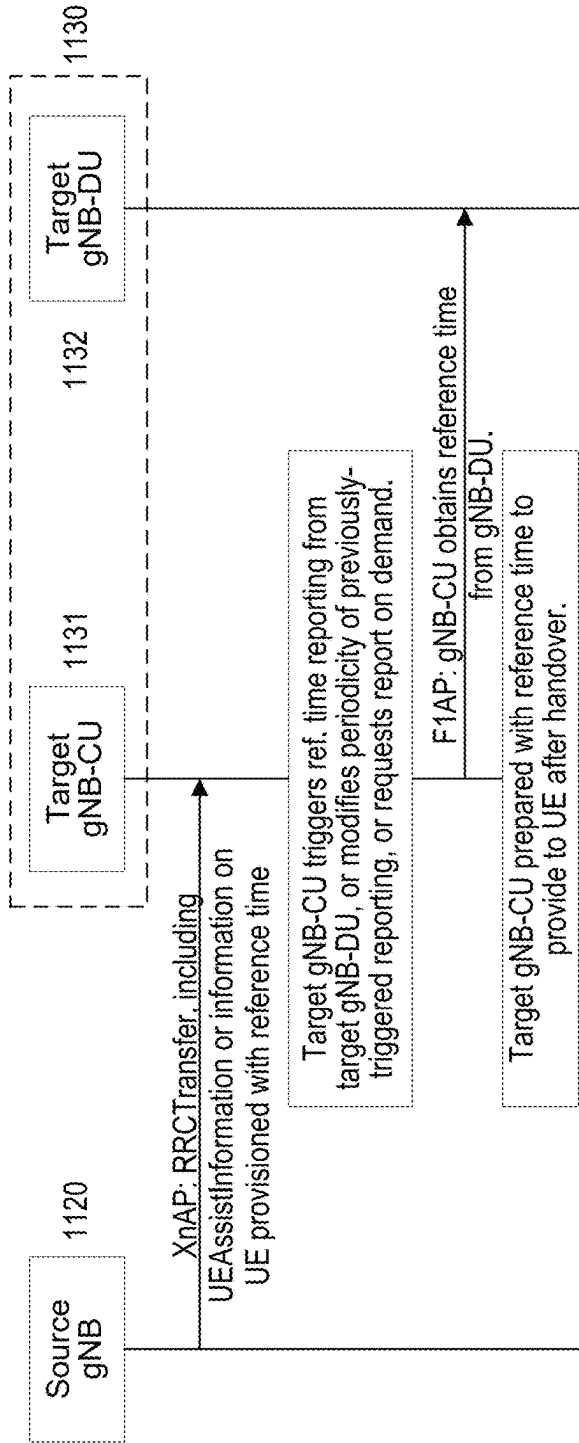 1120
Source
gNB
1131
Target
gNB-CU
1132
Target
gNB-DU
1130
XnAP: RRCTransfer, including
UEAssistInformation or information on
UE provisioned with reference time
Target gNB-CU triggers ref. time reporting from
target gNB-DU, or modifies periodicity of previously-
triggered reporting, or requests report on demand.
F1AP: gNB-CU obtains reference time
from gNB-DU.
Target gNB-CU prepared with reference time to
provide to UE after handover.